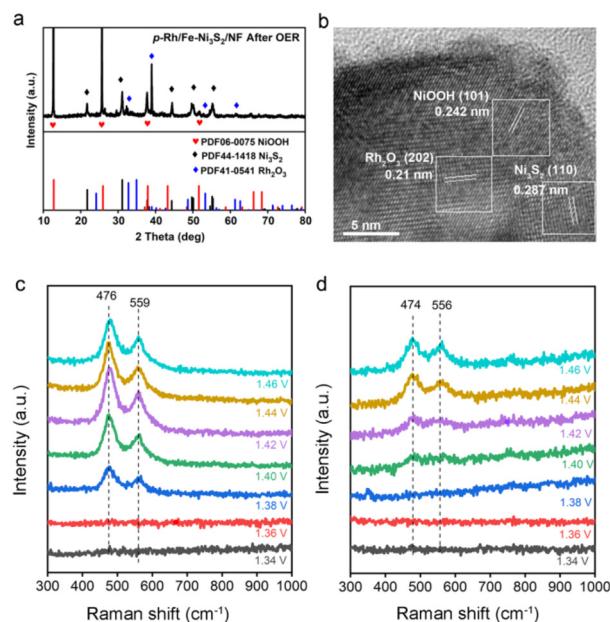 a
p-Rh/Fe-Ni₃S₂/NF After OER
Intensity (a.u.)
PDF06-0075 NiOOH
PDF44-1418 Ni₃S₂
PDF41-0541 Rh₂O₃
10 20 30 40 50 60 70 80
2 Theta (deg)
b
NiOOH (101)
0.242 nm
Rh₂O₃ (202)
0.21 nm
Ni₃S₂ (110)
0.287 nm
5 nm
c
476 559
1.46 V
1.44 V
1.42 V
1.40 V
1.38 V
1.36 V
1.34 V
Intensity (a.u.)
300 400 500 600 700 800 900 1000
Raman shift (cm⁻¹)
d
474 556
1.46 V
1.44 V
1.42 V
1.40 V
1.38 V
1.36 V
1.34 V
Intensity (a.u.)
300 400 500 600 700 800 900 1000
Raman shift (cm⁻¹)